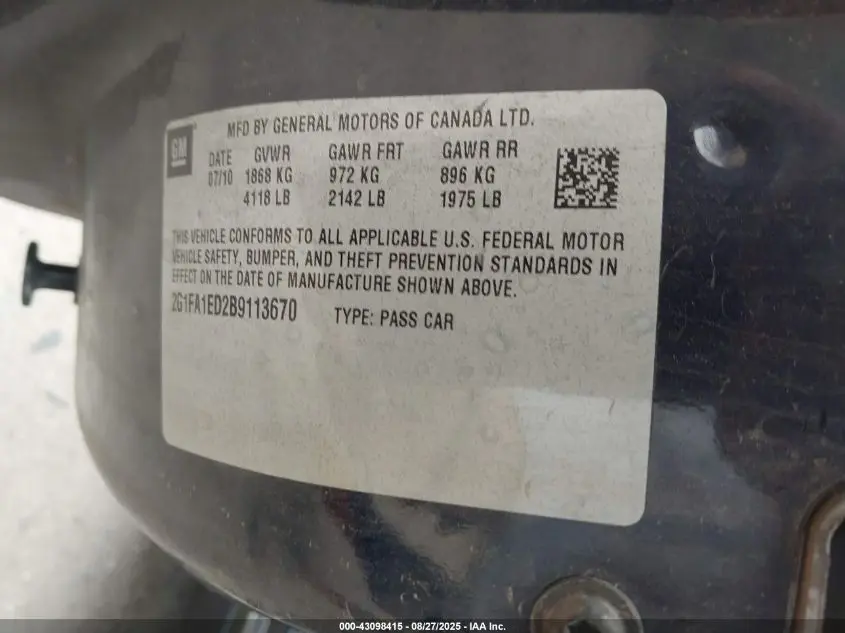 MFD BY GENERAL MOTORS OF CANADA LTD.
GM
DATE GVWR GAWR FRT GAWR RR
07/10 1868 KG 972 KG 896 KG
4118 LB 2142 LB 1975 LB
THIS VEHICLE CONFORMS TO ALL APPLICABLE U.S. FEDERAL MOTOR
VEHICLE SAFETY, BUMPER, AND THEFT PREVENTION STANDARDS IN
EFFECT ON THE DATE OF MANUFACTURE SHOWN ABOVE.
2G1FA1ED2B9113670 TYPE: PASS CAR
000-43098415 - 08/27/2025 - IAA Inc.